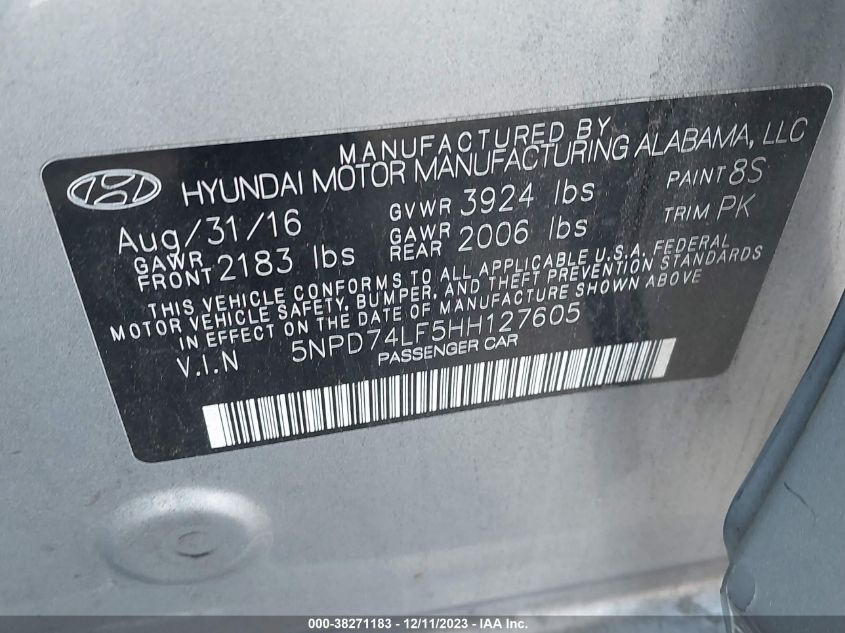 MANUFACTURED BY
HYUNDAI MOTOR MANUFACTURING ALABAMA, LLC
Aug/31/16 GVWR 3924 lbs PAINT 8S
GAWR FRONT 2183 lbs GAWR REAR 2006 lbs TRIM PK
THIS VEHICLE CONFORMS TO ALL APPLICABLE U.S.A. FEDERAL
MOTOR VEHICLE SAFETY, BUMPER, AND THEFT PREVENTION STANDARDS
IN EFFECT ON THE DATE OF MANUFACTURE SHOWN ABOVE
V.I.N 5NPD74LF5HH127605
PASSENGER CAR
000-38271183 - 12/11/2023 - IAA Inc.